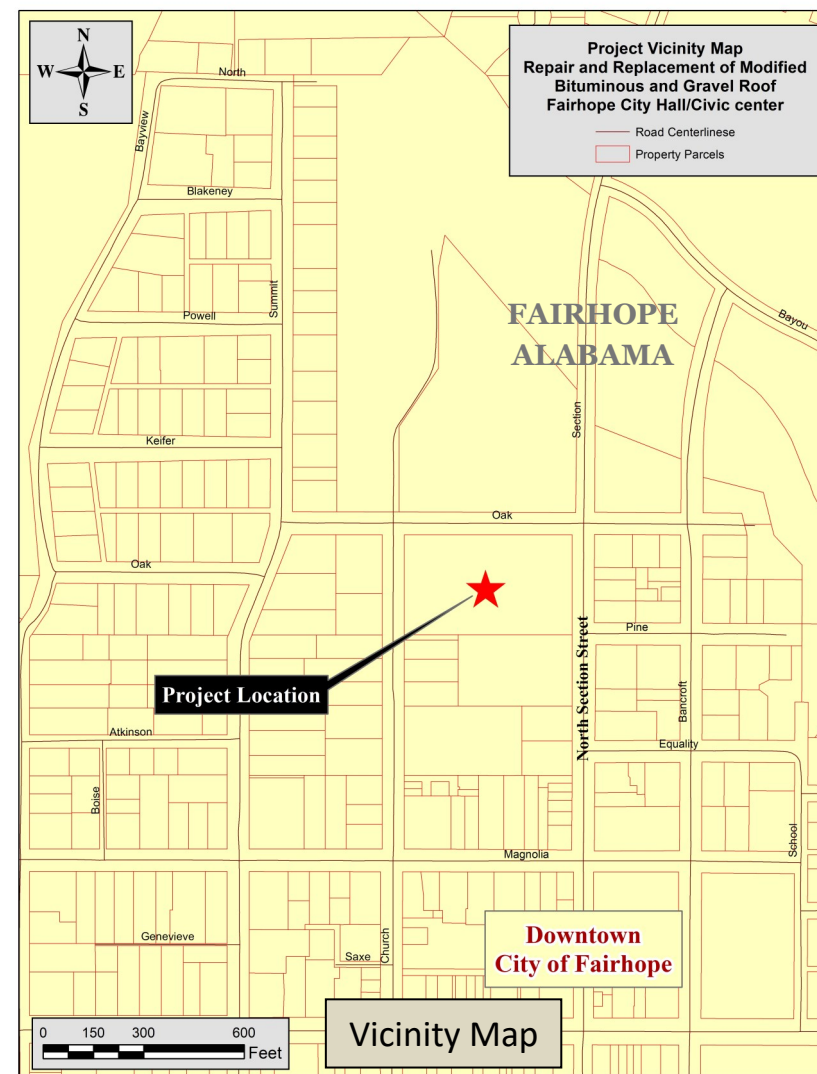 N
W E
S
Project Vicinity Map
Repair and Replacement of Modified
Bituminous and Gravel Roof
Fairhope City Hall/Civic center
Road Centerlinese
Property Parcels
North
Bayview
Blakeney
Summit
Powell
FAIRHOPE
ALABAMA
Bayou
Section
Keifer
Oak
Oak
Pine
North Section Street
Project Location
Bancroft
Atkinson
Equality
Boise
School
Magnolia
Genevieve
Church
Saxe
Downtown
City of Fairhope
Vicinity Map
0 150 300 600
Feet